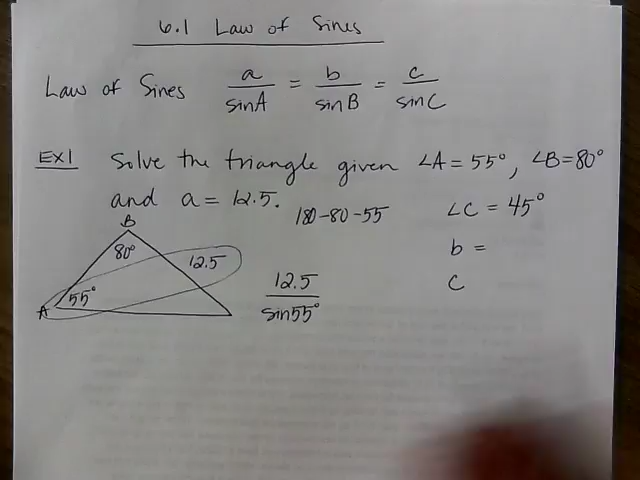 6.1 Law of Sines
Law of Sines a/sinA = b/sinB = c/sinC
EX1 Solve the triangle given ∠A = 55°, ∠B = 80°
and a = 12.5.
180-80-55
∠C = 45°
b =
c
B
80°
12.5
A
55°
12.5/sin55°